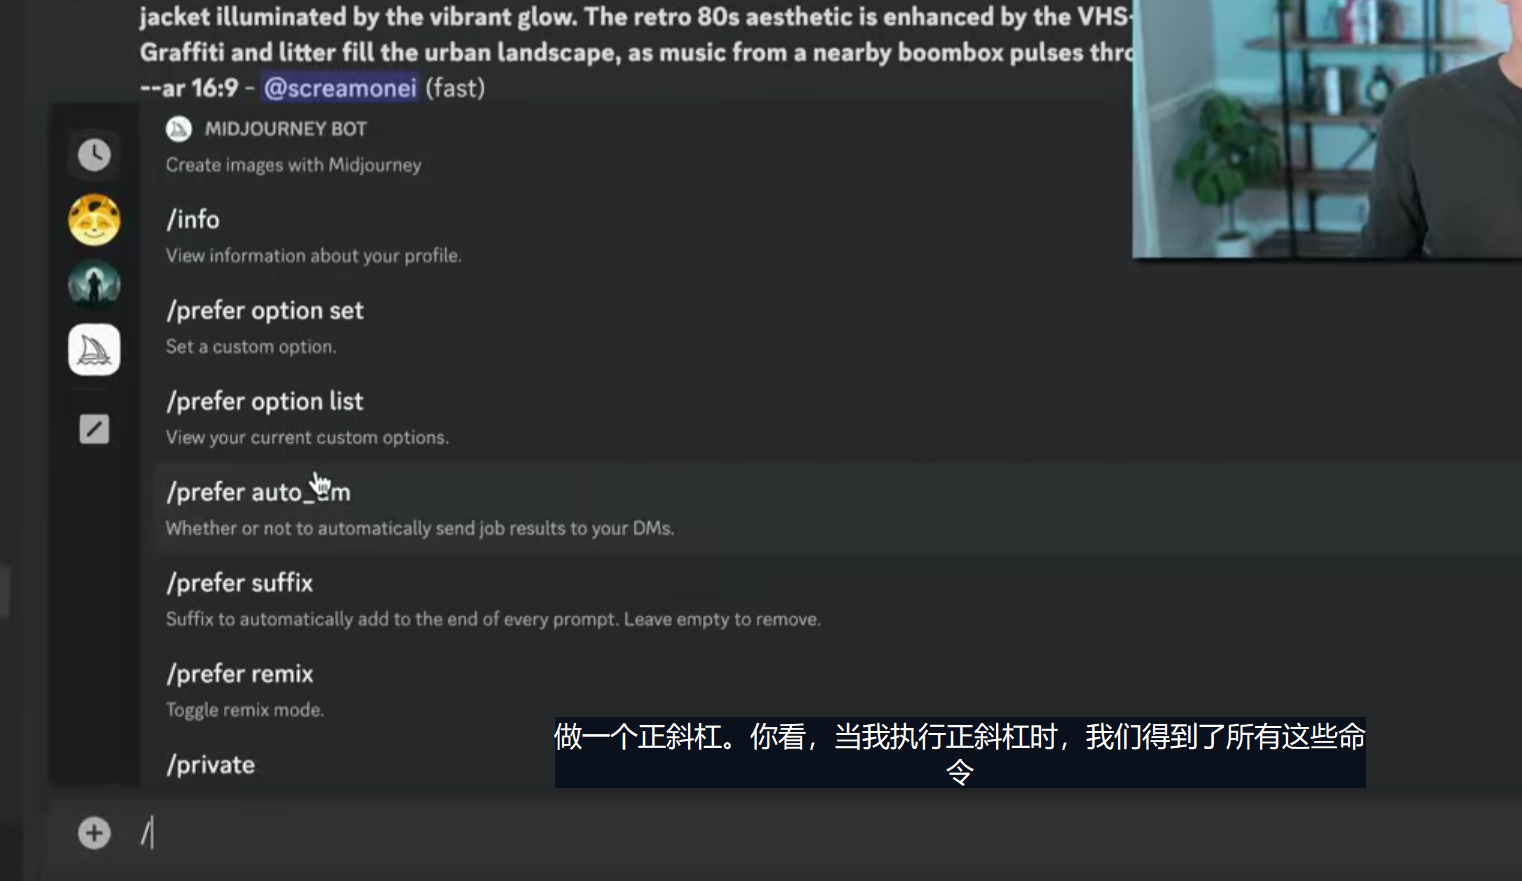 jacket illuminated by the vibrant glow. The retro 80s aesthetic is enhanced by the VHS-
Graffiti and litter fill the urban landscape, as music from a nearby boombox pulses thro
--ar 16:9 - @screamonei (fast)
MIDJOURNEY BOT
Create images with Midjourney
/info
View information about your profile.
/prefer option set
Set a custom option.
/prefer option list
View your current custom options.
/prefer auto_dm
Whether or not to automatically send job results to your DMs.
/prefer suffix
Suffix to automatically add to the end of every prompt. Leave empty to remove.
/prefer remix
Toggle remix mode.
/private
做一个正斜杠。你看，当我执行正斜杠时，我们得到了所有这些命
令
/